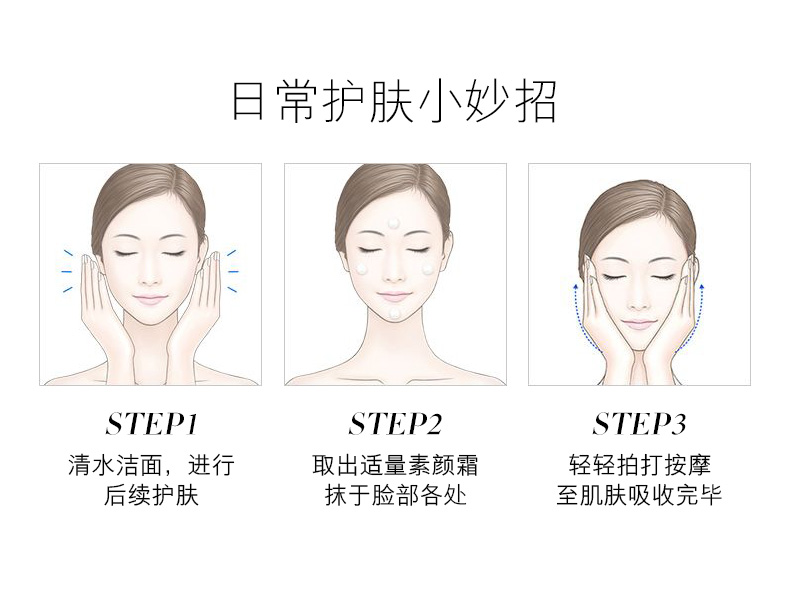 日常护肤小妙招
STEP1
清水洁面，进行
后续护肤
STEP2
取出适量素颜霜
抹于脸部各处
STEP3
轻轻拍打按摩
至肌肤吸收完毕